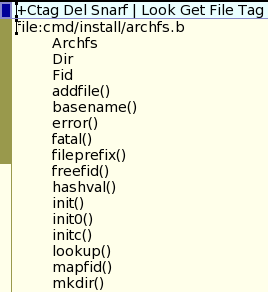 +Ctag Del Snarf | Look Get File Tag
file:cmd/install/archfs.b
Archfs
Dir
Fid
addfile()
basename()
error()
fatal()
fileprefix()
freefid()
hashval()
init()
init0()
initc()
lookup()
mapfid()
mkdir()